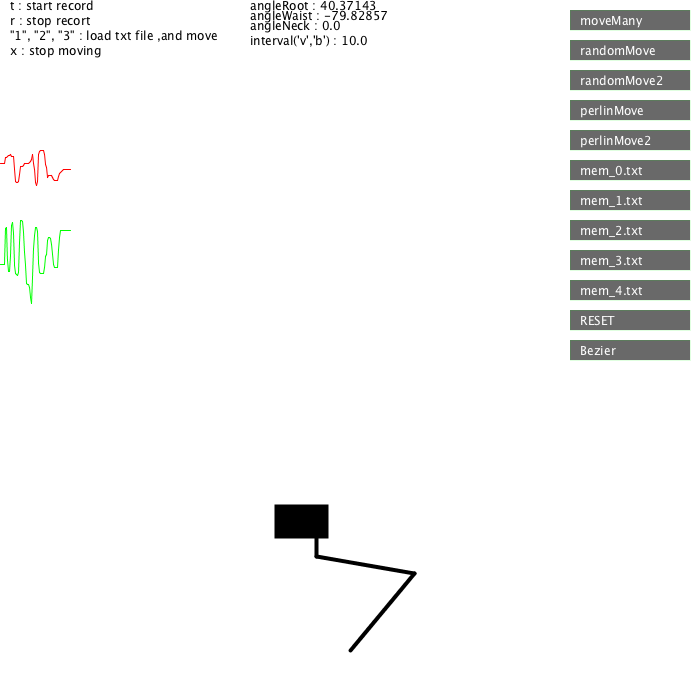 t : start record
r : stop recort
"1", "2", "3" : load txt file ,and move
x : stop moving
angleRoot : 40.37143
angleWaist : -79.82857
angleNeck : 0.0
interval('v','b') : 10.0
moveMany
randomMove
randomMove2
perlinMove
perlinMove2
mem_0.txt
mem_1.txt
mem_2.txt
mem_3.txt
mem_4.txt
RESET
Bezier